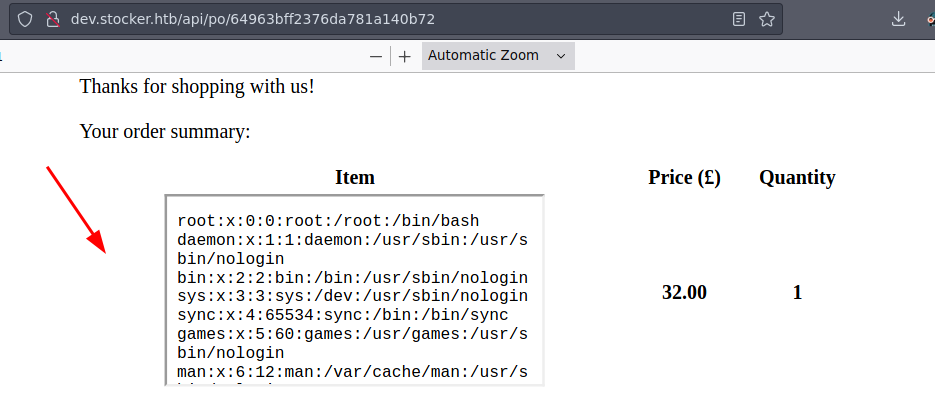 dev.stocker.htb/api/po/64963bff2376da781a140b72
Automatic Zoom
Thanks for shopping with us!
Your order summary:
Item Price (£) Quantity
root:x:0:0:root:/root:/bin/bash
daemon:x:1:1:daemon:/usr/sbin:/usr/s
bin/nologin
bin:x:2:2:bin:/bin:/usr/sbin/nologin
sys:x:3:3:sys:/dev:/usr/sbin/nologin
sync:x:4:65534:sync:/bin:/bin/sync
games:x:5:60:games:/usr/games:/usr/s
bin/nologin
man:x:6:12:man:/var/cache/man:/usr/s
32.00 1